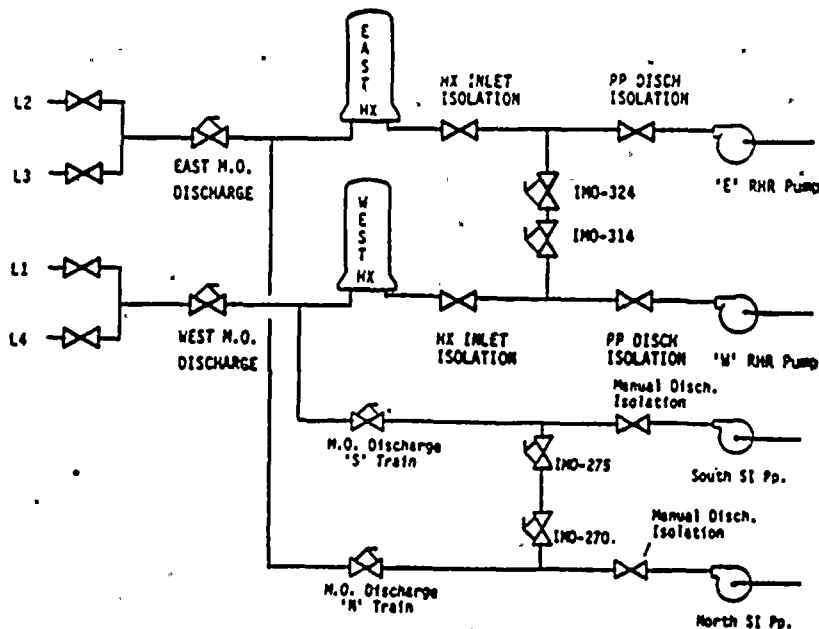 EAST
HX
HX INLET
ISOLATION
PP DISCH
ISOLATION
L2
L3
EAST M.O.
DISCHARGE
'E' RHR Pump
IMO-324
IMO-314
WEST
HX
L1
L4
WEST M.O.
DISCHARGE
HX INLET
ISOLATION
PP DISCH
ISOLATION
'W' RHR Pump
Manual Disch.
Isolation
M.O. Discharge
'S' Train
IMO-275
South SI Pp.
Manual Disch.
Isolation
IMO-270.
M.O. Discharge
'N' Train
North SI Pp.